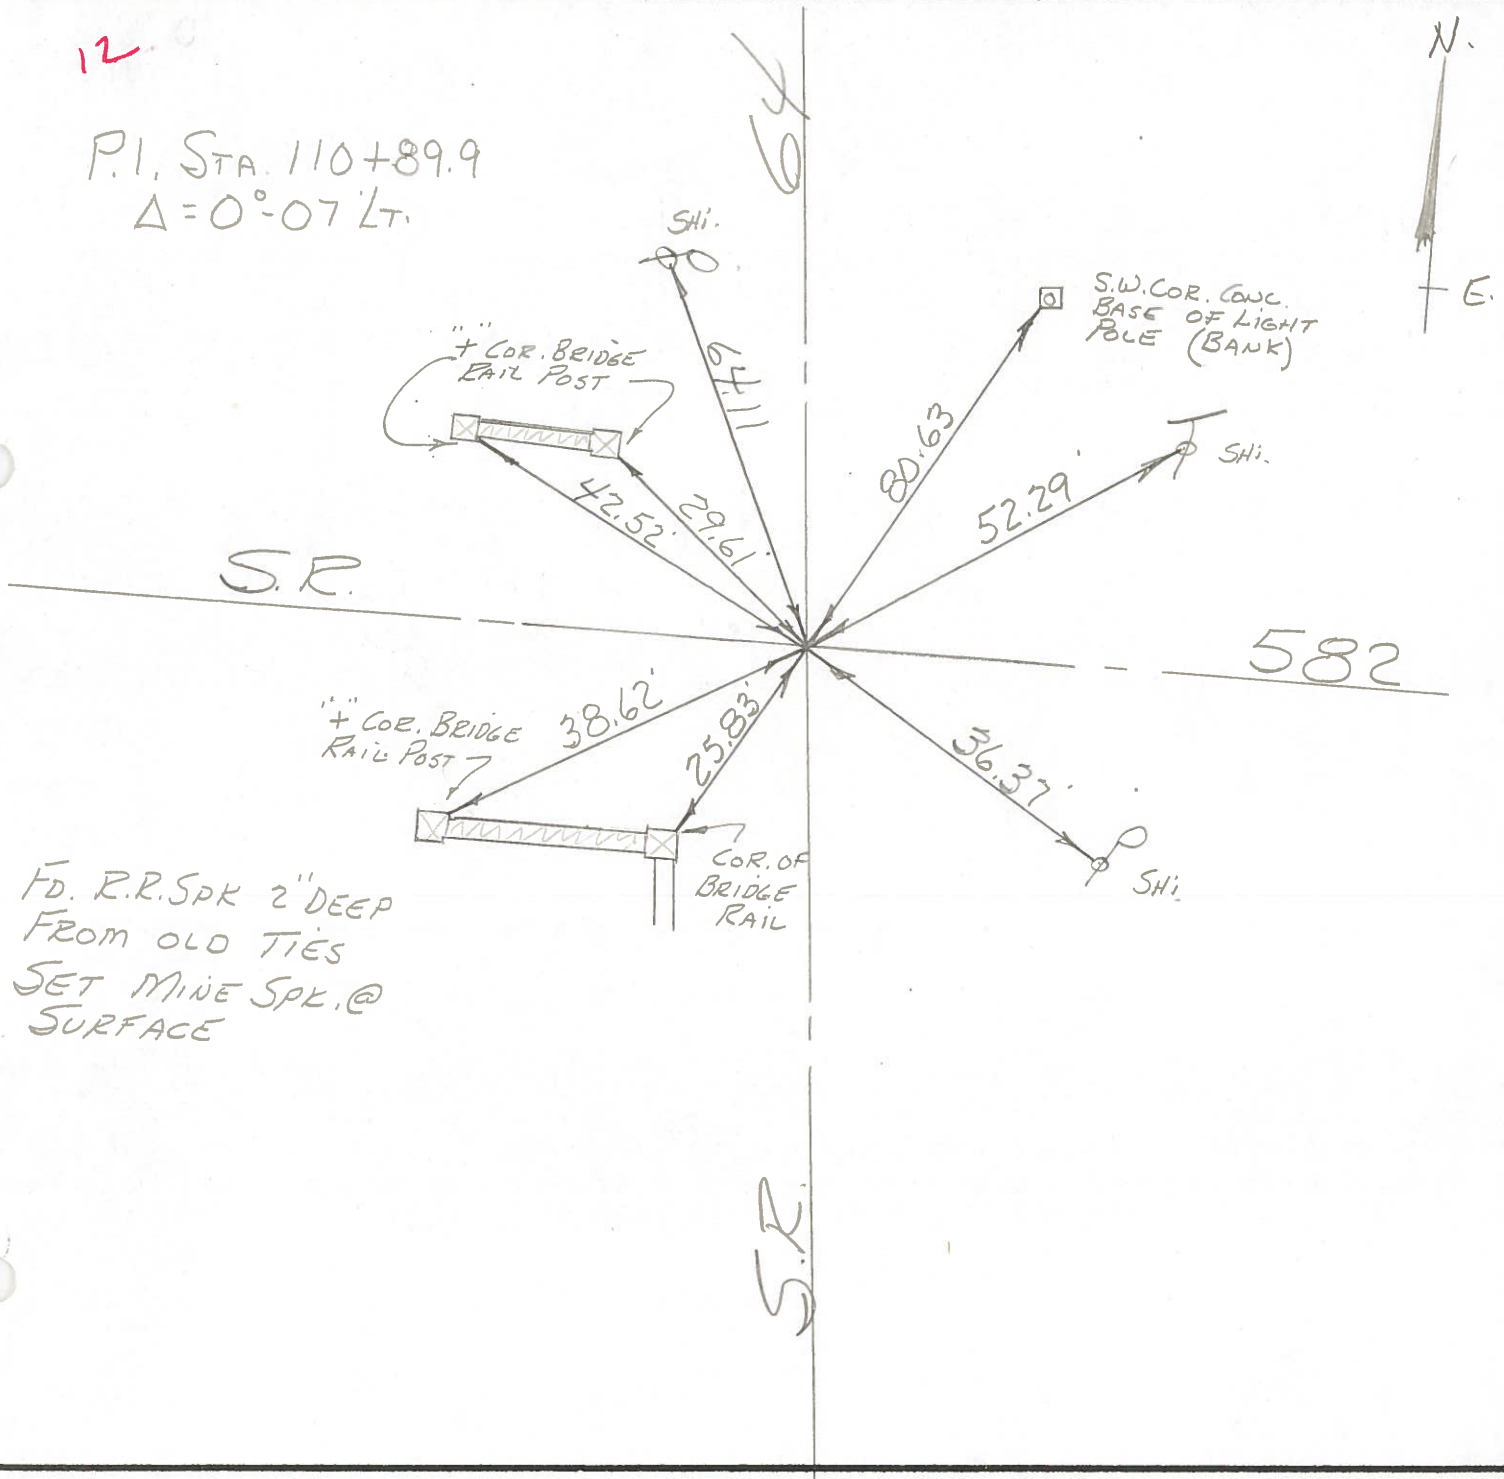 12
N.
E.
P.I. STA. 110+89.9
Δ = 0°-07' LT.
64
SHI.
S.W. COR. CONC.
BASE OF LIGHT
POLE (BANK)
"+" COR. BRIDGE
RAIL POST
80.63
SHI.
52.29'
42.52'
29.61'
S.R.
582
"+" COR. BRIDGE
RAIL POST
38.62'
25.83'
36.37'
COR. OF
BRIDGE
RAIL
SHI.
FD. R.R. SPK 2" DEEP
FROM OLD TIES
SET MINE SPK. @
SURFACE
S.R.